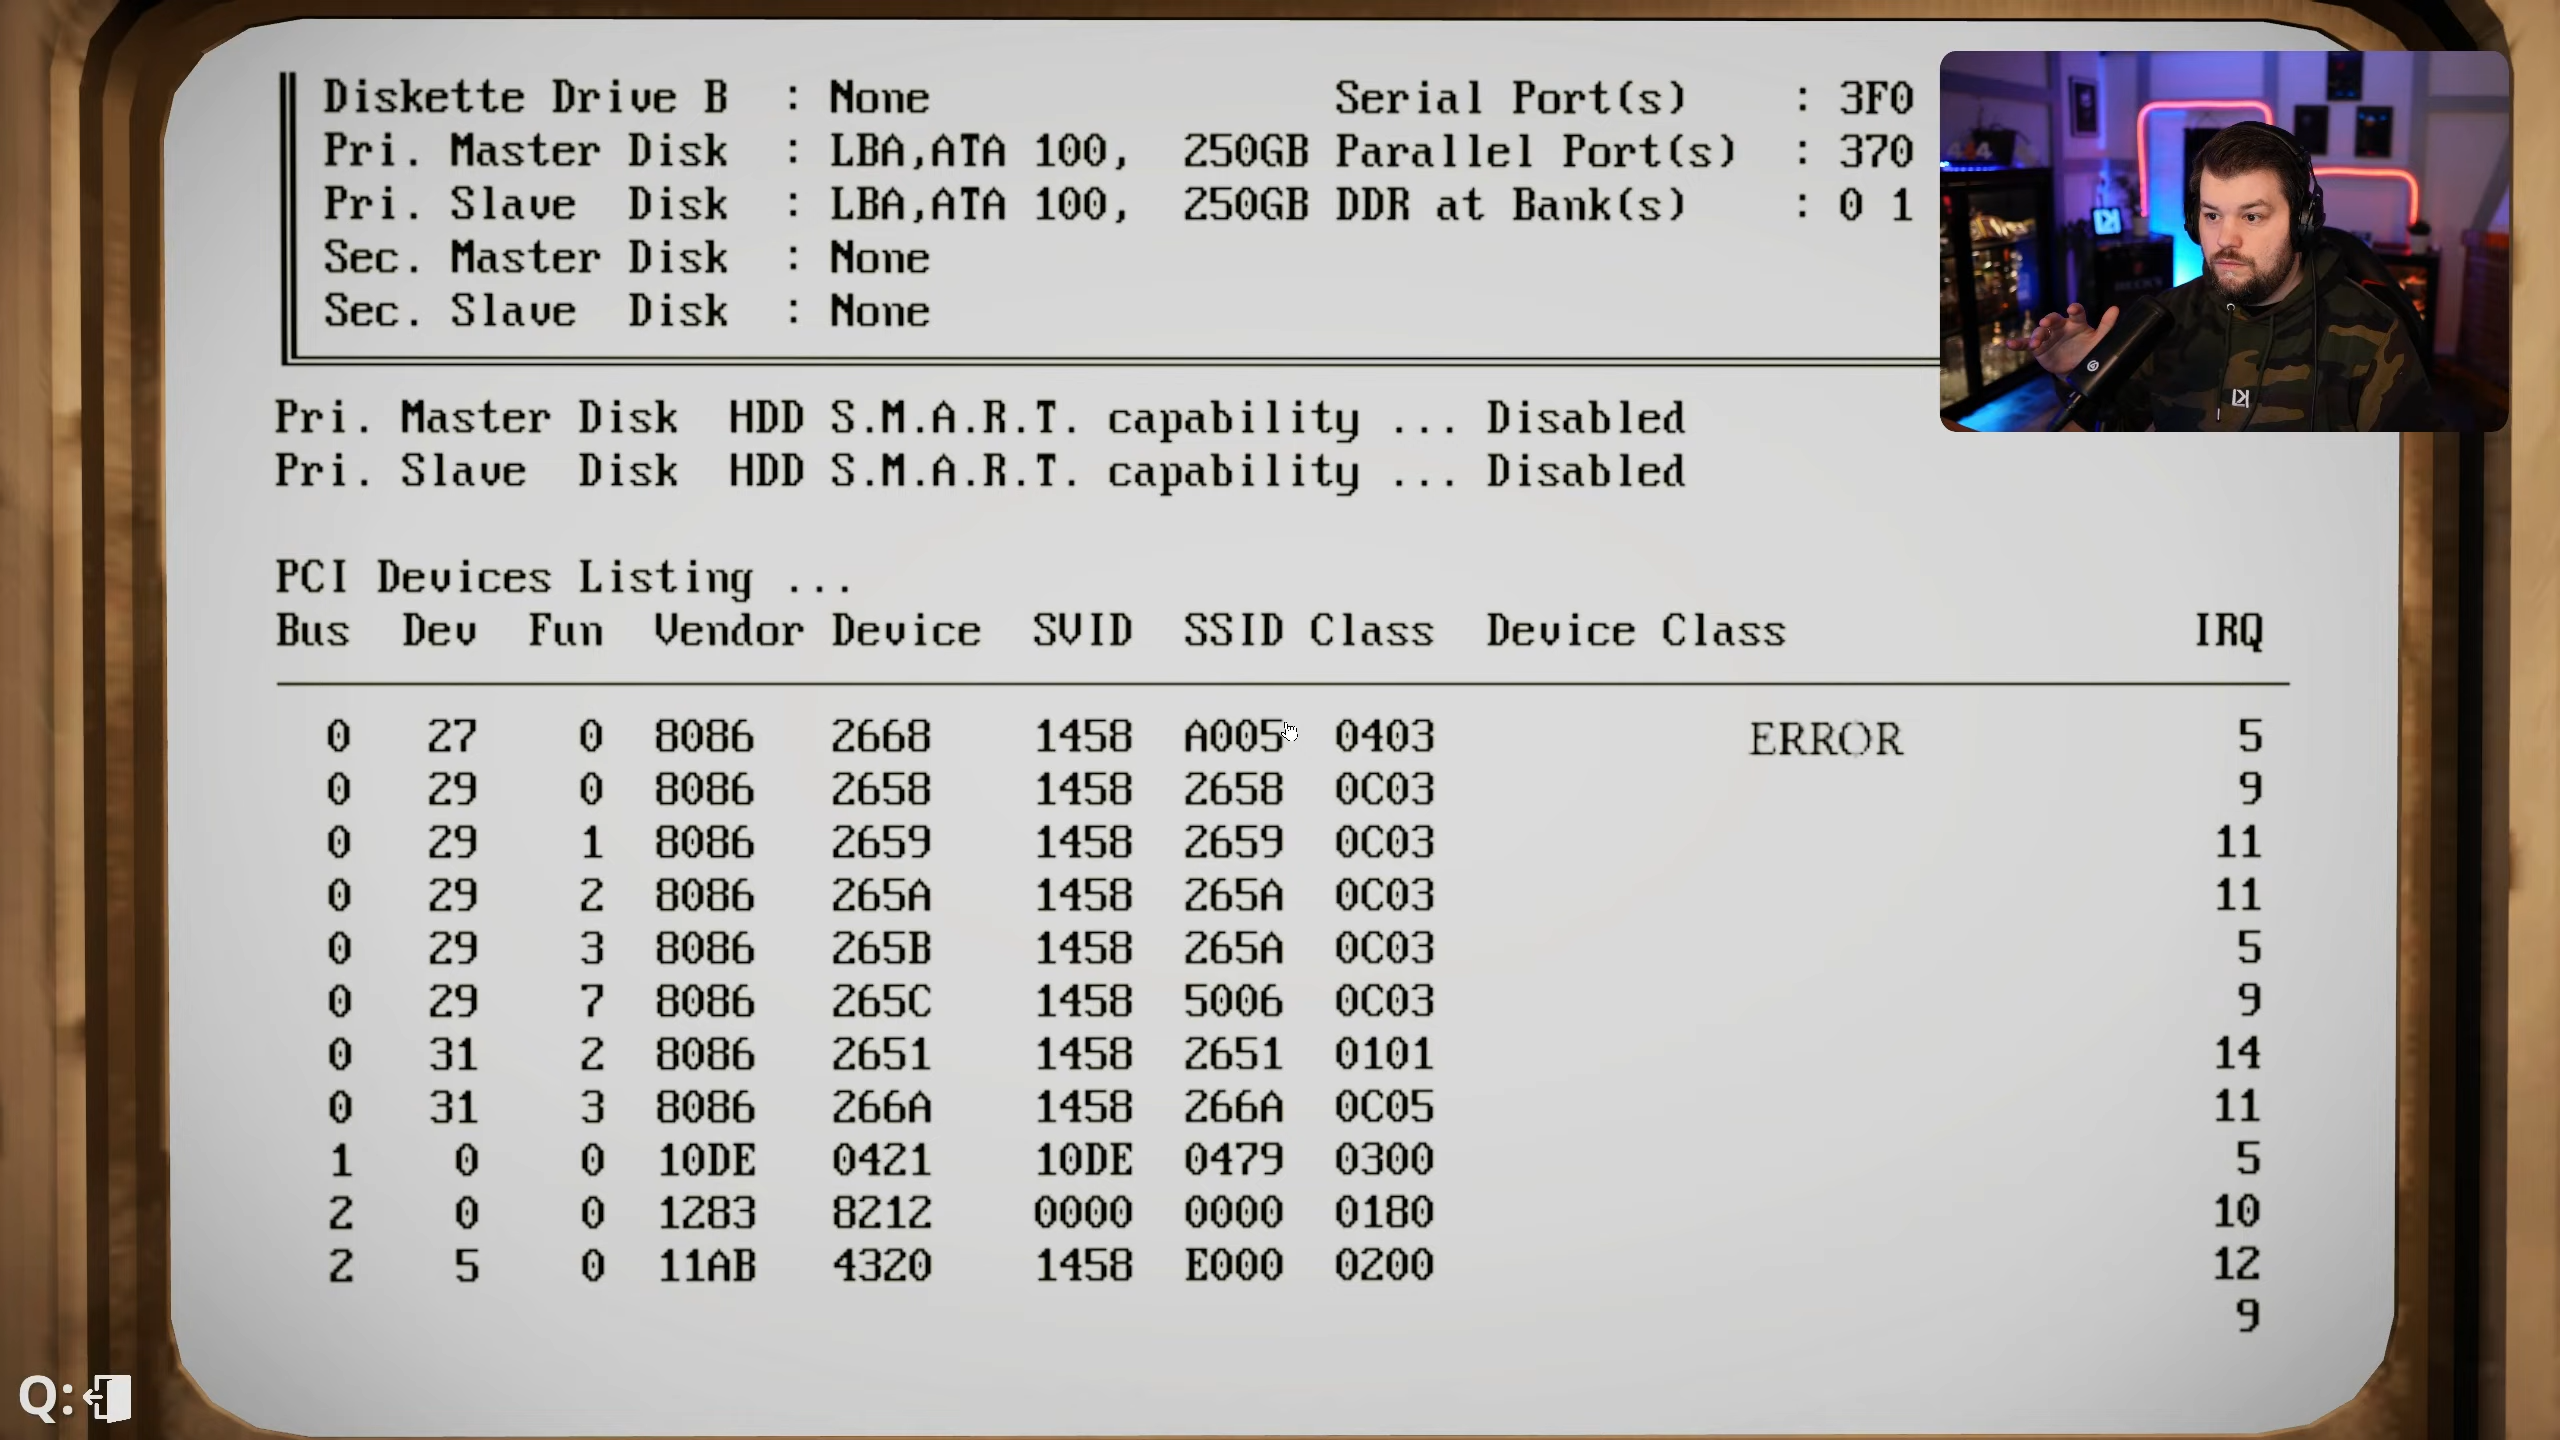 Diskette Drive B : None Serial Port(s) : 3F0
Pri. Master Disk : LBA,ATA 100, 250GB Parallel Port(s) : 370
Pri. Slave Disk : LBA,ATA 100, 250GB DDR at Bank(s) : 0 1
Sec. Master Disk : None
Sec. Slave Disk : None
Pri. Master Disk HDD S.M.A.R.T. capability ... Disabled
Pri. Slave Disk HDD S.M.A.R.T. capability ... Disabled
PCI Devices Listing ...
Bus Dev Fun Vendor Device SVID SSID Class Device Class IRQ
0 27 0 8086 2668 1458 A005 0403 ERROR 5
0 29 0 8086 2658 1458 2658 0C03 9
0 29 1 8086 2659 1458 2659 0C03 11
0 29 2 8086 265A 1458 265A 0C03 11
0 29 3 8086 265B 1458 265A 0C03 5
0 29 7 8086 265C 1458 5006 0C03 9
0 31 2 8086 2651 1458 2651 0101 14
0 31 3 8086 266A 1458 266A 0C05 11
1 0 0 10DE 0421 10DE 0479 0300 5
2 0 0 1283 8212 0000 0000 0180 10
2 5 0 11AB 4320 1458 E000 0200 12
9
Q: